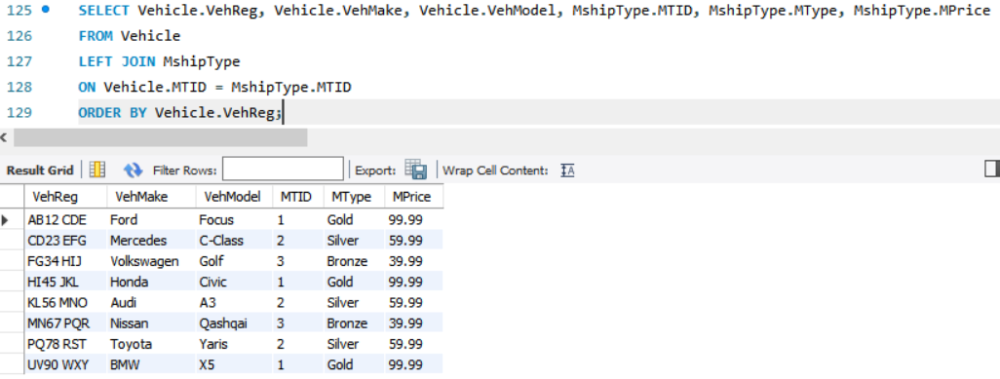 125 SELECT Vehicle.VehReg, Vehicle.VehMake, Vehicle.VehModel, MshipType.MTID, MshipType.MType, MshipType.MPrice
126 FROM Vehicle
127 LEFT JOIN MshipType
128 ON Vehicle.MTID = MshipType.MTID
129 ORDER BY Vehicle.VehReg;
Result Grid Filter Rows: Export: Wrap Cell Content:
VehReg VehMake VehModel MTID MType MPrice
AB12 CDE Ford Focus 1 Gold 99.99
CD23 EFG Mercedes C-Class 2 Silver 59.99
FG34 HIJ Volkswagen Golf 3 Bronze 39.99
HI45 JKL Honda Civic 1 Gold 99.99
KL56 MNO Audi A3 2 Silver 59.99
MN67 PQR Nissan Qashqai 3 Bronze 39.99
PQ78 RST Toyota Yaris 2 Silver 59.99
UV90 WXY BMW X5 1 Gold 99.99